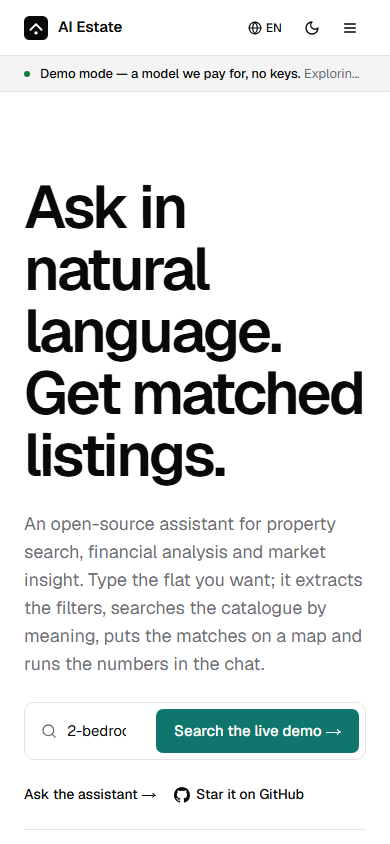 AI Estate
EN
Demo mode — a model we pay for, no keys. Explorin...
Ask in
natural
language.
Get matched
listings.
An open-source assistant for property
search, financial analysis and market
insight. Type the flat you want; it extracts
the filters, searches the catalogue by
meaning, puts the matches on a map and
runs the numbers in the chat.
Search the live demo →
Ask the assistant →
Star it on GitHub